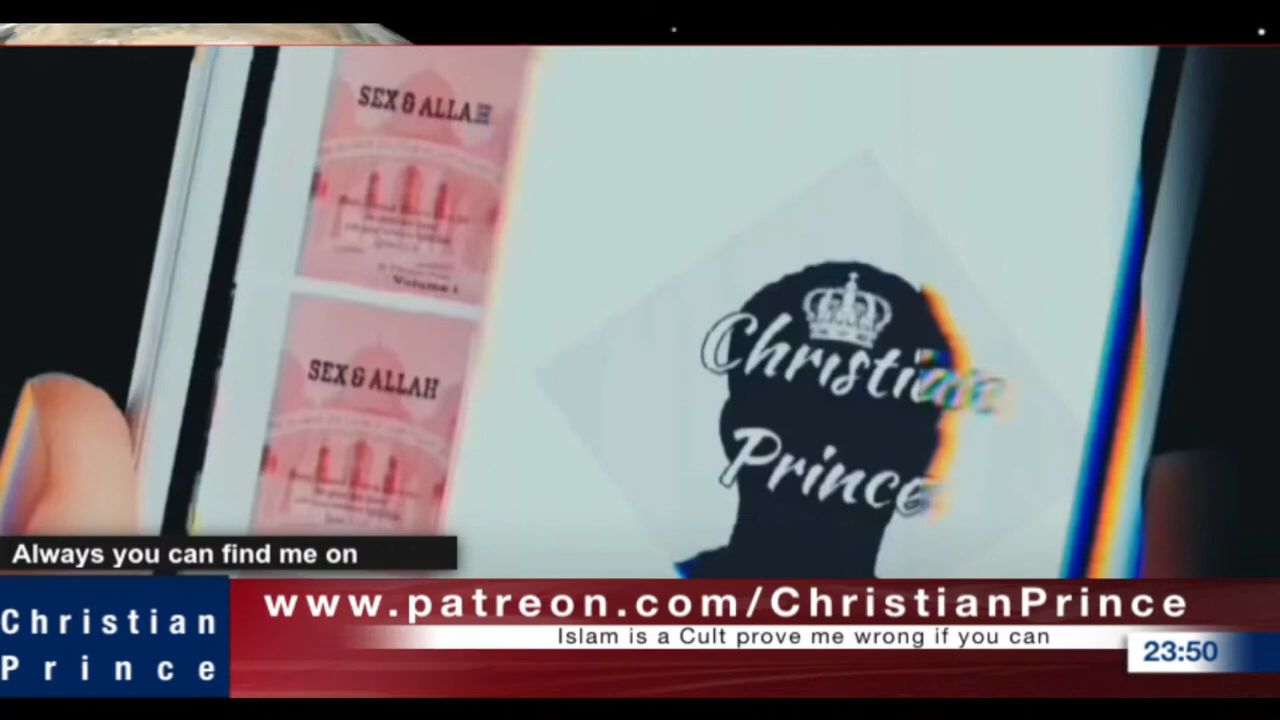 SEX & ALLAH
Volume 1
SEX & ALLAH
Christian
Prince
Always you can find me on
Christian
Prince
www.patreon.com/ChristianPrince
Islam is a Cult prove me wrong if you can
23:50